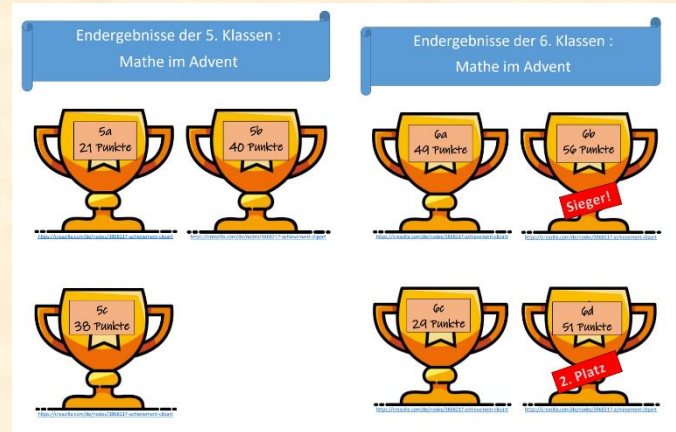 Endergebnisse der 5. Klassen :
Mathe im Advent
5a
21 Punkte
5b
40 Punkte
5c
38 Punkte
Endergebnisse der 6. Klassen :
Mathe im Advent
6a
49 Punkte
6b
56 Punkte
Sieger!
6c
29 Punkte
6d
51 Punkte
2. Platz